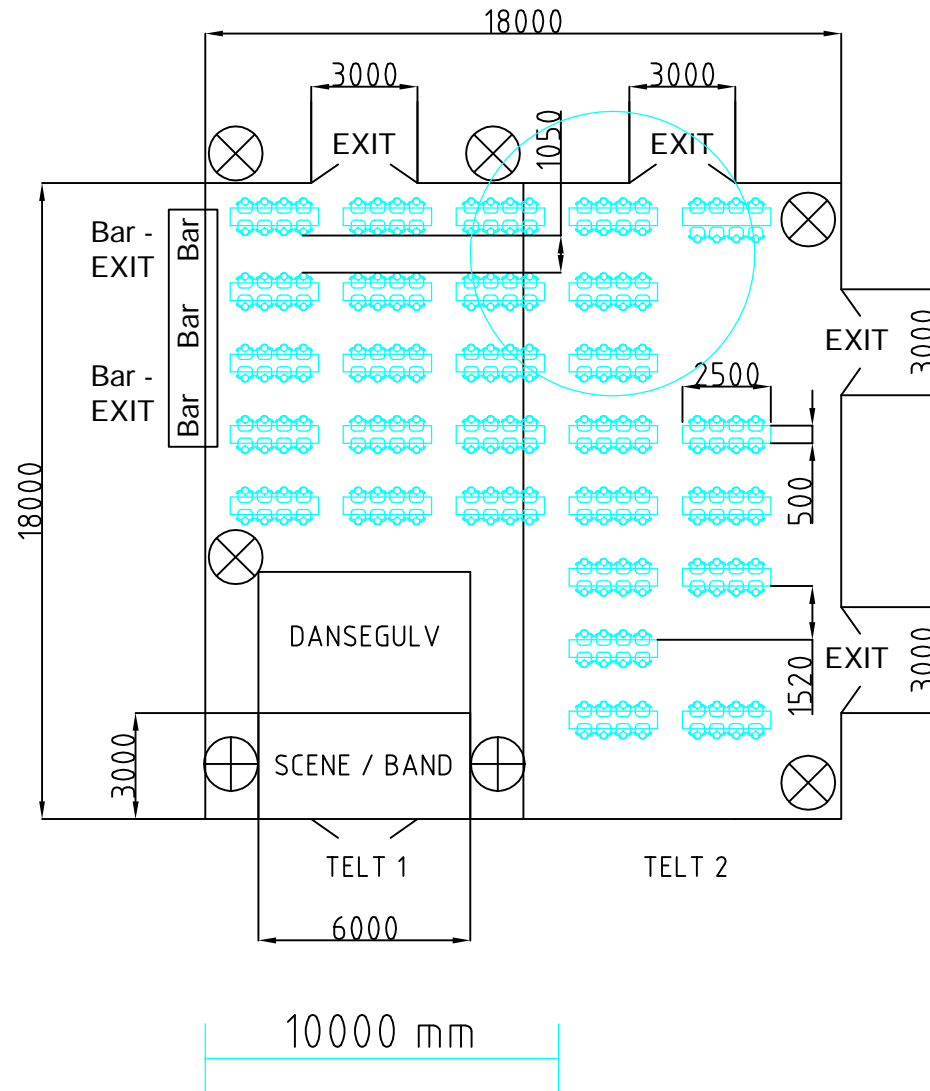 18000
3000
3000
EXIT
1050
EXIT
Bar -
EXIT
Bar
Bar
EXIT
3000
Bar -
EXIT
Bar
2500
18000
500
DANSEGULV
1520
EXIT
3000
3000
SCENE / BAND
TELT 1
TELT 2
6000
10000 mm